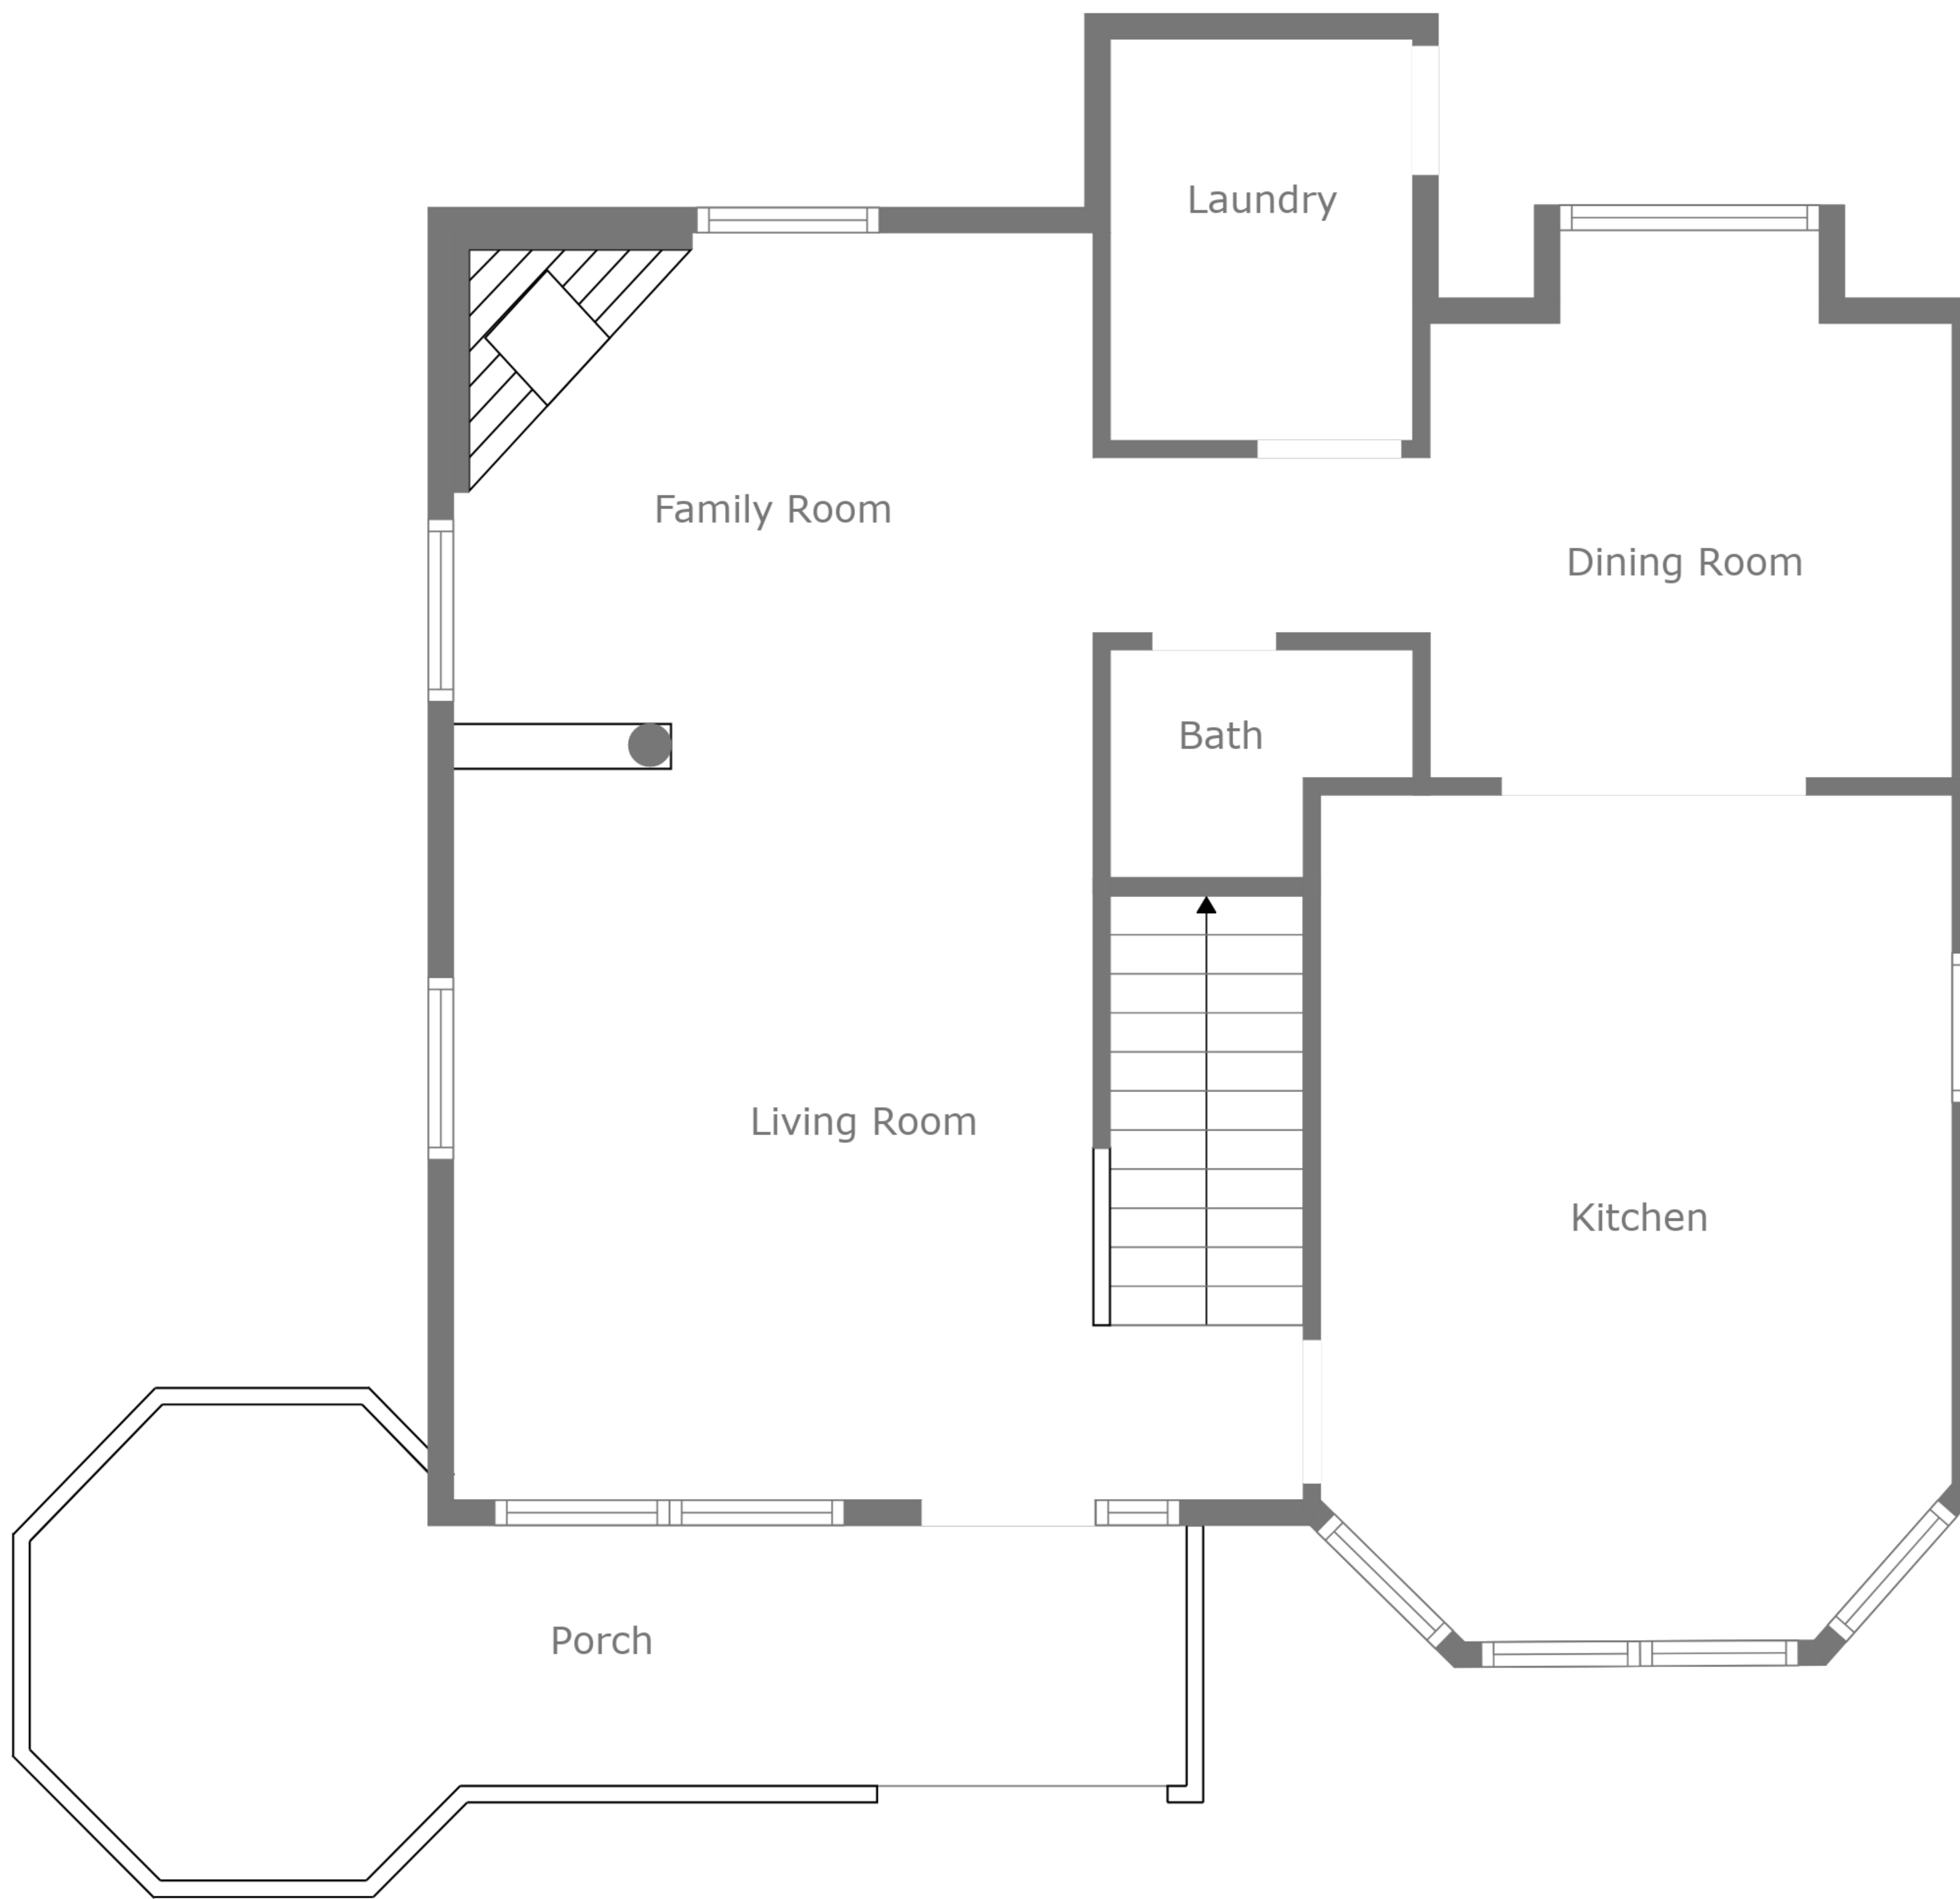 Laundry
Family Room
Dining Room
Bath
Living Room
Kitchen
Porch